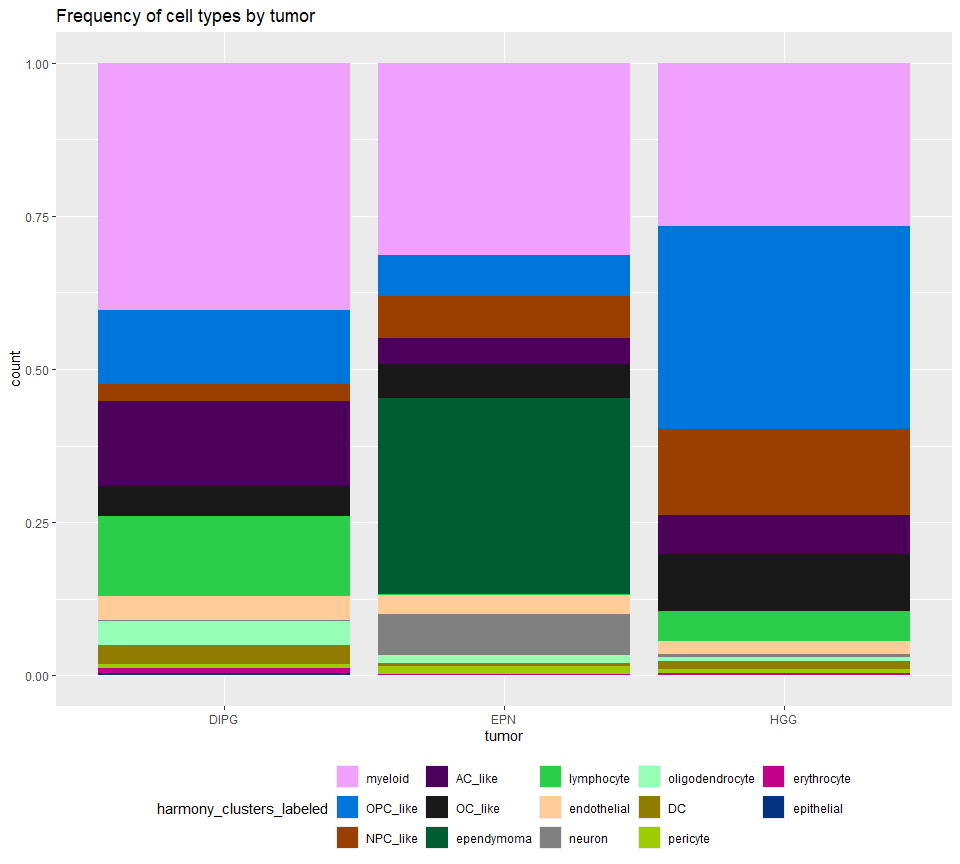 Frequency of cell types by tumor
1.00
0.75
0.50
0.25
0.00
count
DIPG EPN HGG
tumor
harmony_clusters_labeled
myeloid AC_like lymphocyte oligodendrocyte erythrocyte
OPC_like OC_like endothelial DC epithelial
NPC_like ependymoma neuron pericyte